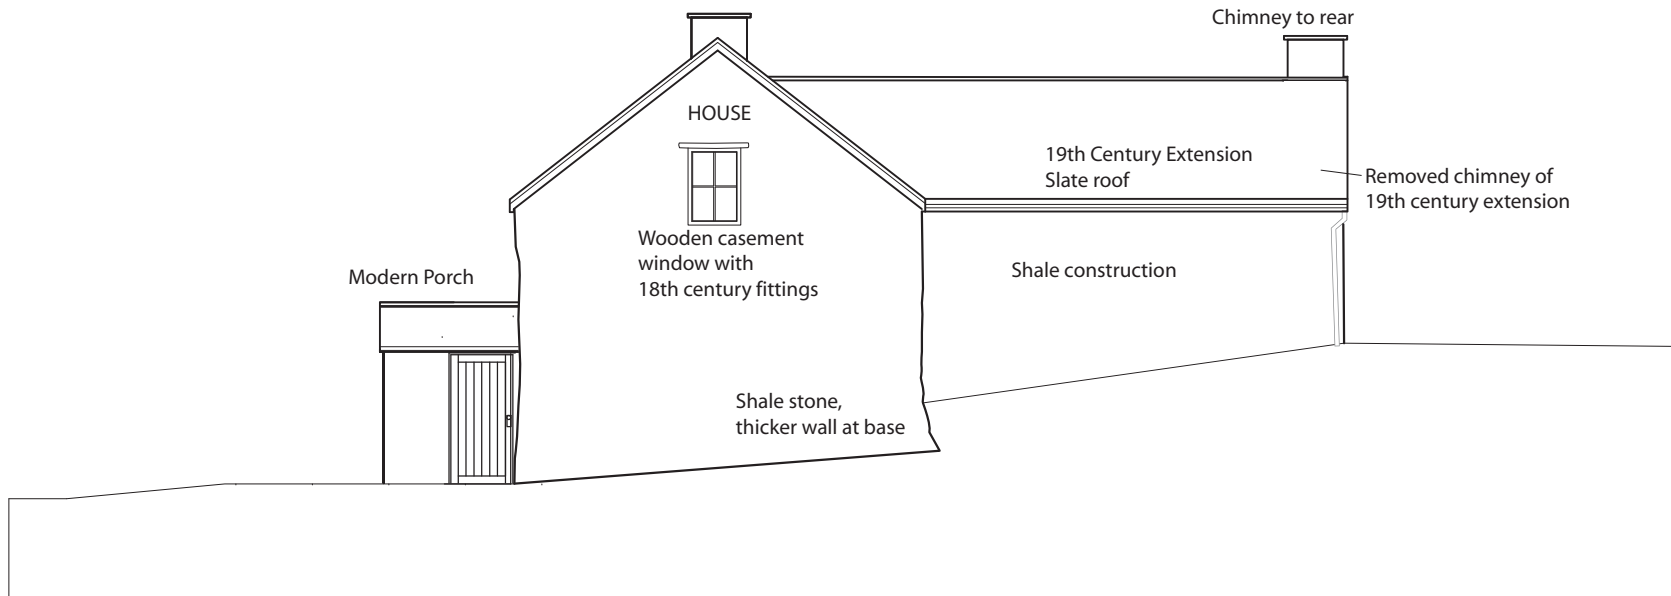 Chimney to rear
HOUSE
19th Century Extension
Slate roof
Removed chimney of
19th century extension
Wooden casement
window with
18th century fittings
Shale construction
Modern Porch
Shale stone,
thicker wall at base